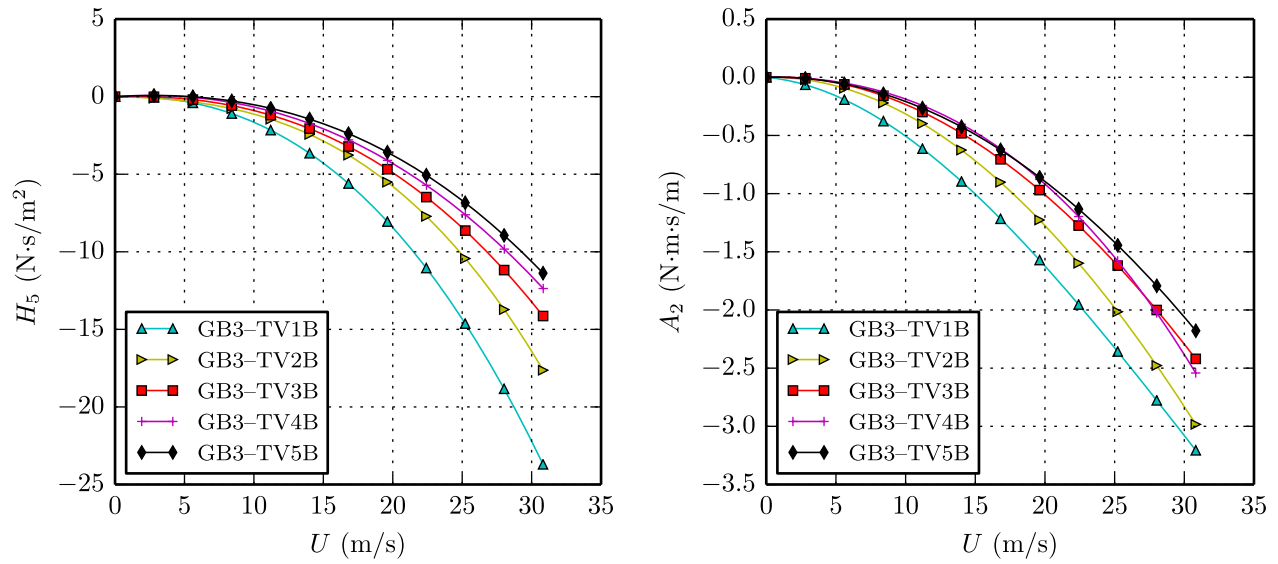 5
0
−5
−10
−15
−20
−25
0 5 10 15 20 25 30 35
H₅ (N·s/m²)
U (m/s)
GB3–TV1B
GB3–TV2B
GB3–TV3B
GB3–TV4B
GB3–TV5B
0.5
0.0
−0.5
−1.0
−1.5
−2.0
−2.5
−3.0
−3.5
0 5 10 15 20 25 30 35
A₂ (N·m·s/m)
U (m/s)
GB3–TV1B
GB3–TV2B
GB3–TV3B
GB3–TV4B
GB3–TV5B